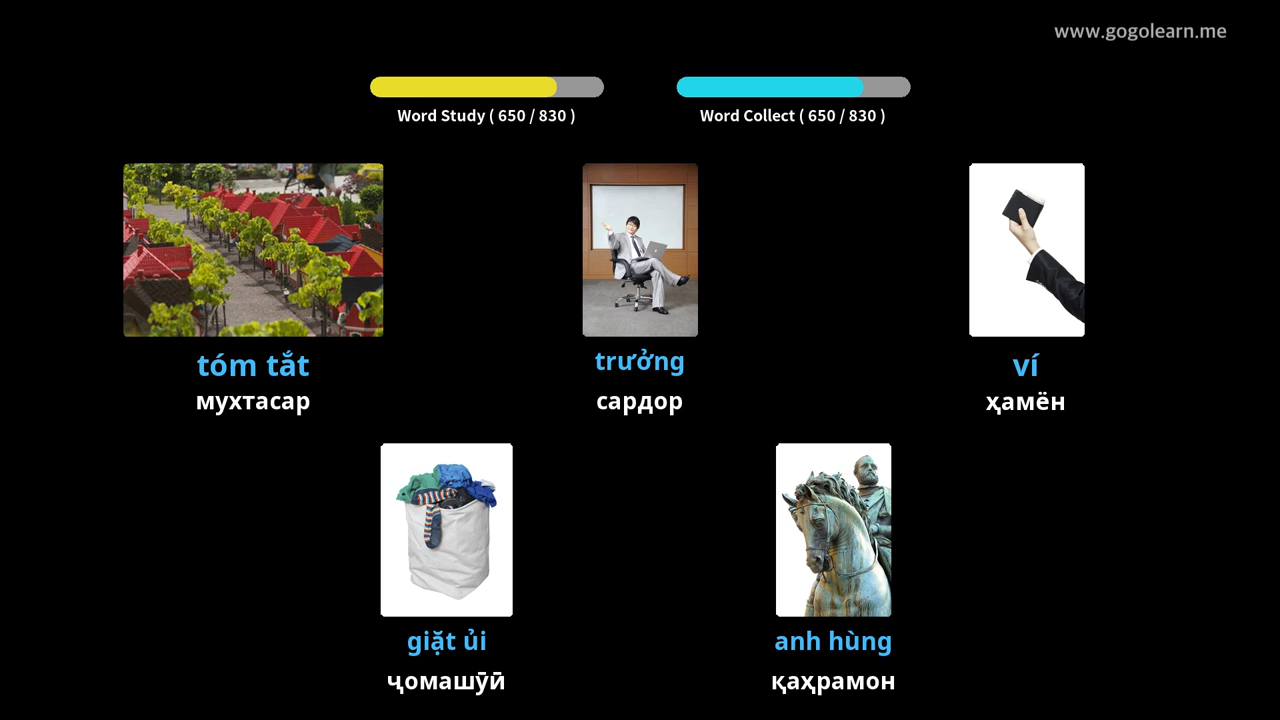 www.gogolearn.me
Word Study ( 650 / 830 )
Word Collect ( 650 / 830 )
tóm tắt
мухтасар
trưởng
сардор
ví
ҳамён
giặt ủi
ҷомашӯӣ
anh hùng
қаҳрамон